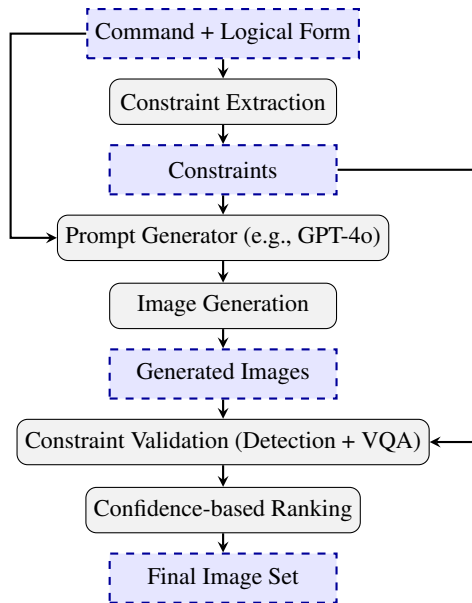 Command + Logical Form
Constraint Extraction
Constraints
Prompt Generator (e.g., GPT-4o)
Image Generation
Generated Images
Constraint Validation (Detection + VQA)
Confidence-based Ranking
Final Image Set